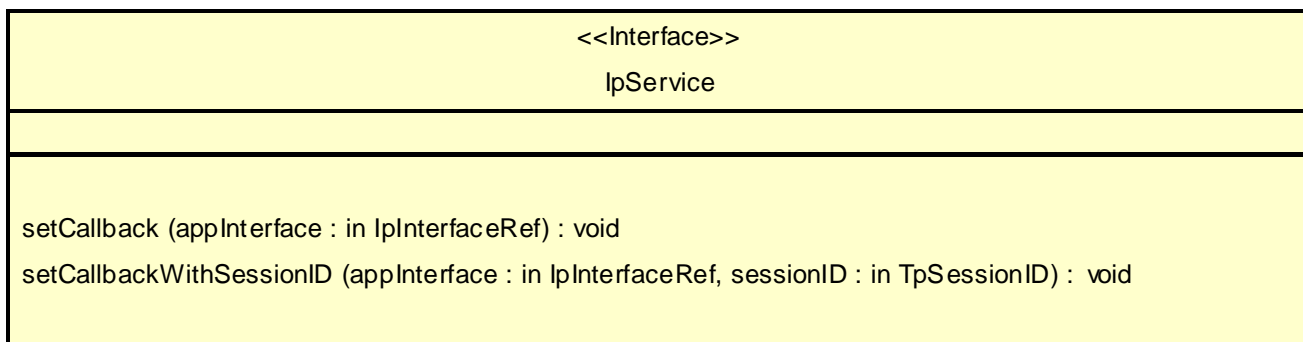 <<Interface>>
IpService
setCallback (appInterface : in IpInterfaceRef) : void
setCallbackWithSessionID (appInterface : in IpInterfaceRef, sessionID : in TpSessionID) : void